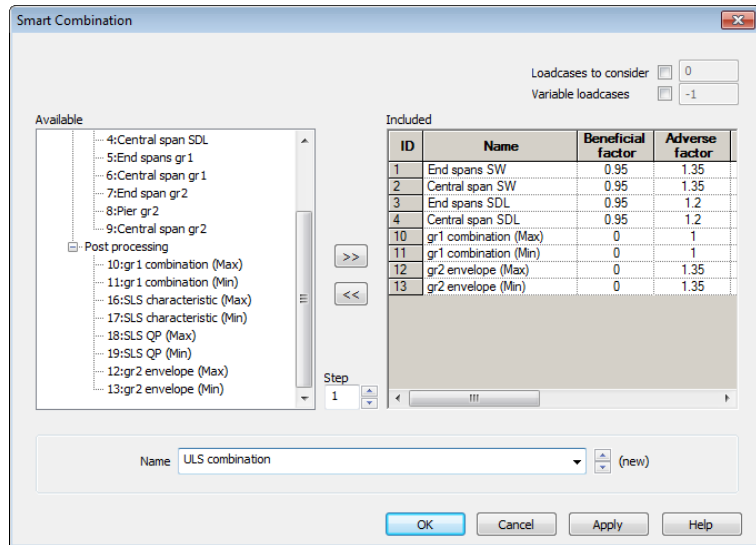 Smart Combination
Loadcases to consider 0
Variable loadcases -1
Available
4:Central span SDL
5:End spans gr1
6:Central span gr1
7:End span gr2
8:Pier gr2
9:Central span gr2
Post processing
10:gr1 combination (Max)
11:gr1 combination (Min)
16:SLS characteristic (Max)
17:SLS characteristic (Min)
18:SLS QP (Max)
19:SLS QP (Min)
12:gr2 envelope (Max)
13:gr2 envelope (Min)
>>
<<
Step
1
Included
ID Name Beneficial factor Adverse factor
1 End spans SW 0.95 1.35
2 Central span SW 0.95 1.35
3 End spans SDL 0.95 1.2
4 Central span SDL 0.95 1.2
10 gr1 combination (Max) 0 1
11 gr1 combination (Min) 0 1
12 gr2 envelope (Max) 0 1.35
13 gr2 envelope (Min) 0 1.35
Name ULS combination (new)
OK Cancel Apply Help